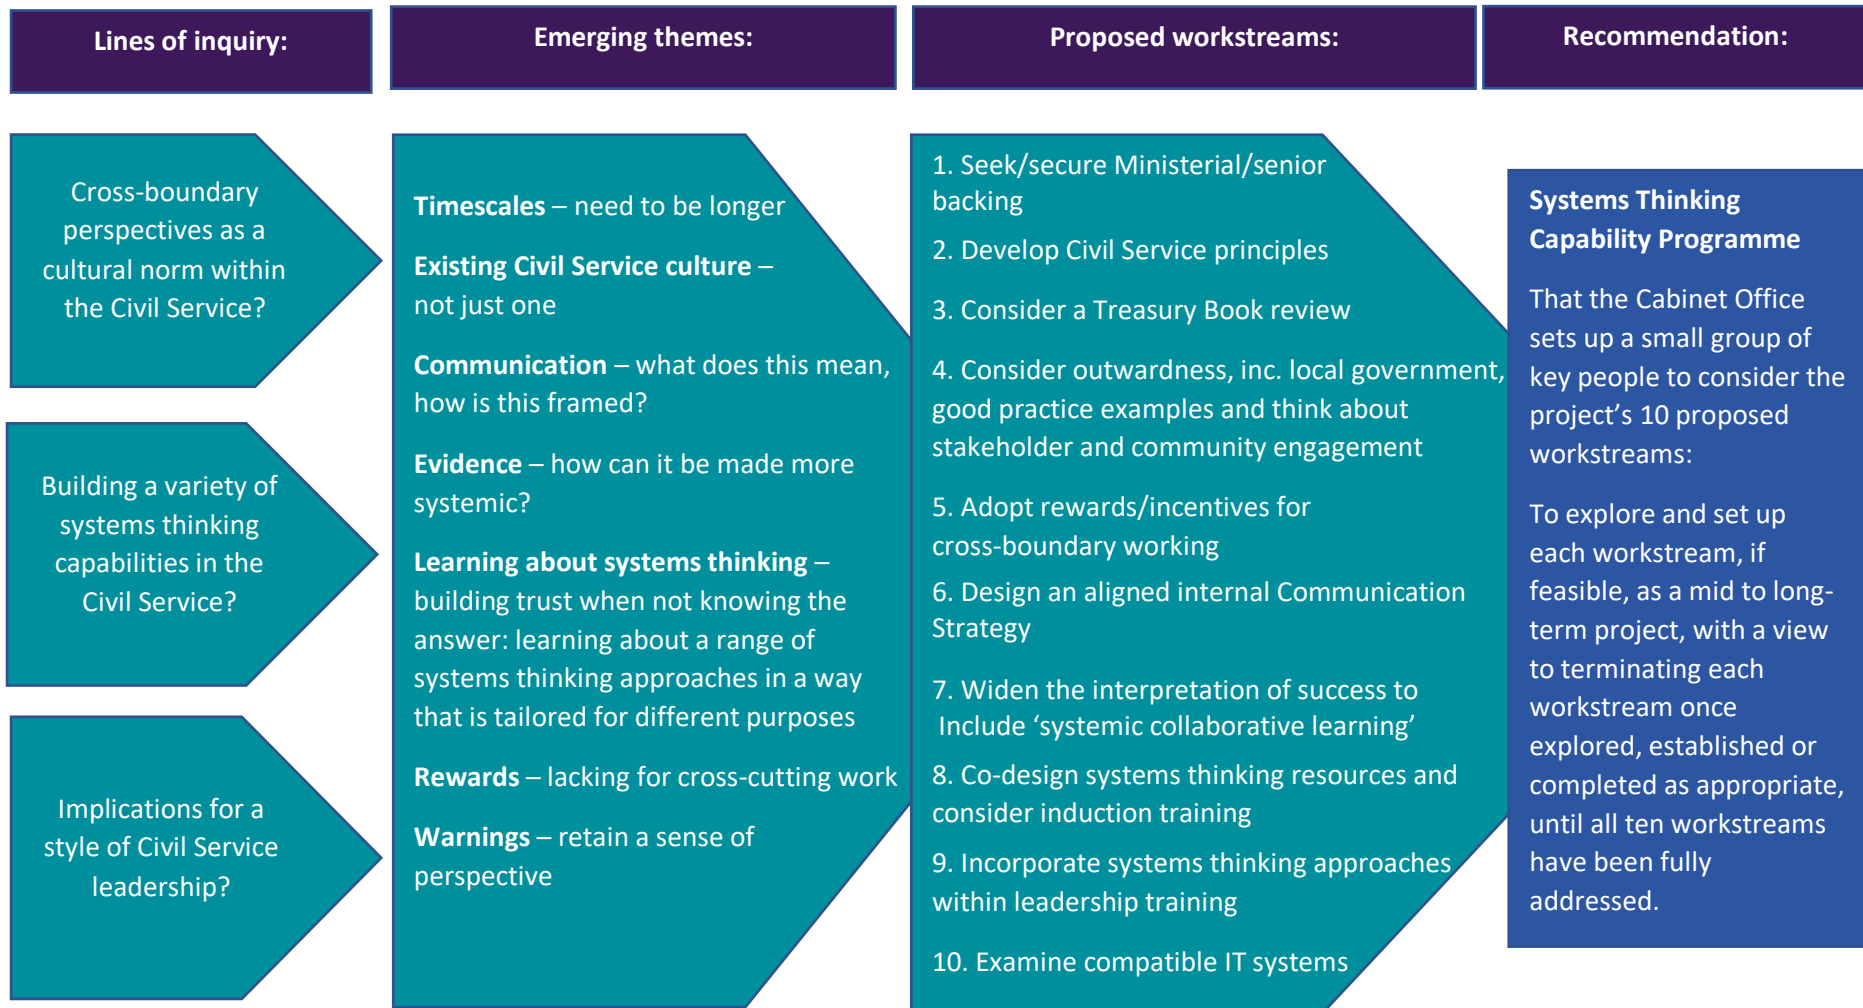 Lines of inquiry:
Cross-boundary
perspectives as a
cultural norm within
the Civil Service?
Building a variety of
systems thinking
capabilities in the
Civil Service?
Implications for a
style of Civil Service
leadership?
Emerging themes:
Timescales – need to be longer
Existing Civil Service culture –
not just one
Communication – what does this mean,
how is this framed?
Evidence – how can it be made more
systemic?
Learning about systems thinking –
building trust when not knowing the
answer: learning about a range of
systems thinking approaches in a way
that is tailored for different purposes
Rewards – lacking for cross-cutting work
Warnings – retain a sense of
perspective
Proposed workstreams:
1. Seek/secure Ministerial/senior
backing
2. Develop Civil Service principles
3. Consider a Treasury Book review
4. Consider outwardness, inc. local government,
good practice examples and think about
stakeholder and community engagement
5. Adopt rewards/incentives for
cross-boundary working
6. Design an aligned internal Communication
Strategy
7. Widen the interpretation of success to
Include ‘systemic collaborative learning’
8. Co-design systems thinking resources and
consider induction training
9. Incorporate systems thinking approaches
within leadership training
10. Examine compatible IT systems
Recommendation:
Systems Thinking
Capability Programme
That the Cabinet Office
sets up a small group of
key people to consider the
project’s 10 proposed
workstreams:
To explore and set up
each workstream, if
feasible, as a mid to long-
term project, with a view
to terminating each
workstream once
explored, established or
completed as appropriate,
until all ten workstreams
have been fully
addressed.